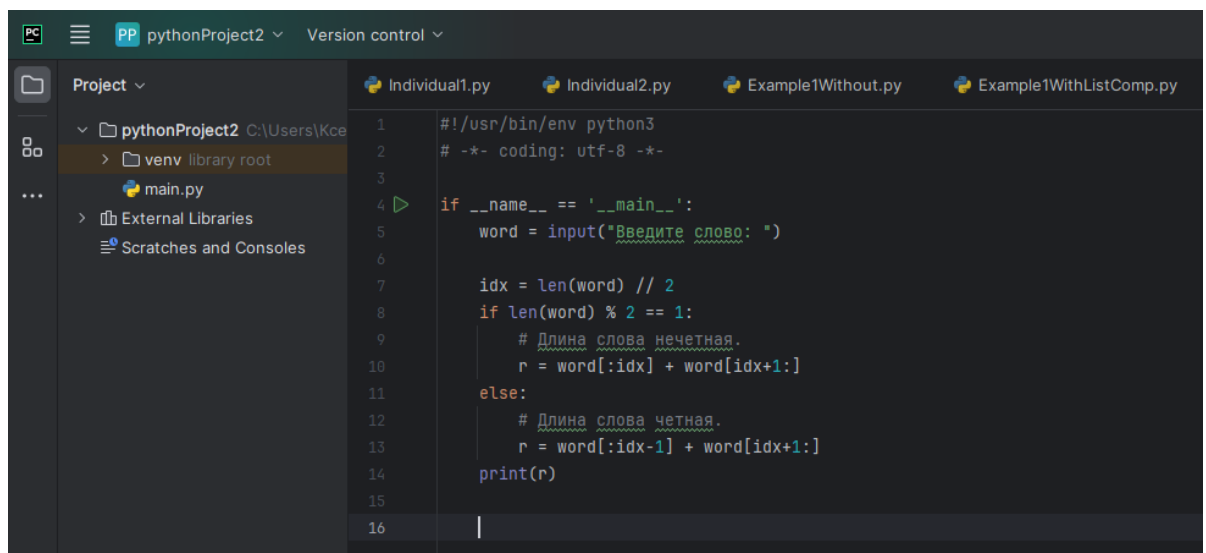 PC PP pythonProject2 Version control
Project
Individual1.py Individual2.py Example1Without.py Example1WithListComp.py
pythonProject2 C:\Users\Kce
venv library root
main.py
External Libraries
Scratches and Consoles
1 #!/usr/bin/env python3
2 # -*- coding: utf-8 -*-
3
4 if __name__ == '__main__':
5     word = input("Введите слово: ")
6
7     idx = len(word) // 2
8     if len(word) % 2 == 1:
9         # Длина слова нечетная.
10         r = word[:idx] + word[idx+1:]
11     else:
12         # Длина слова четная.
13         r = word[:idx-1] + word[idx+1:]
14     print(r)
15
16